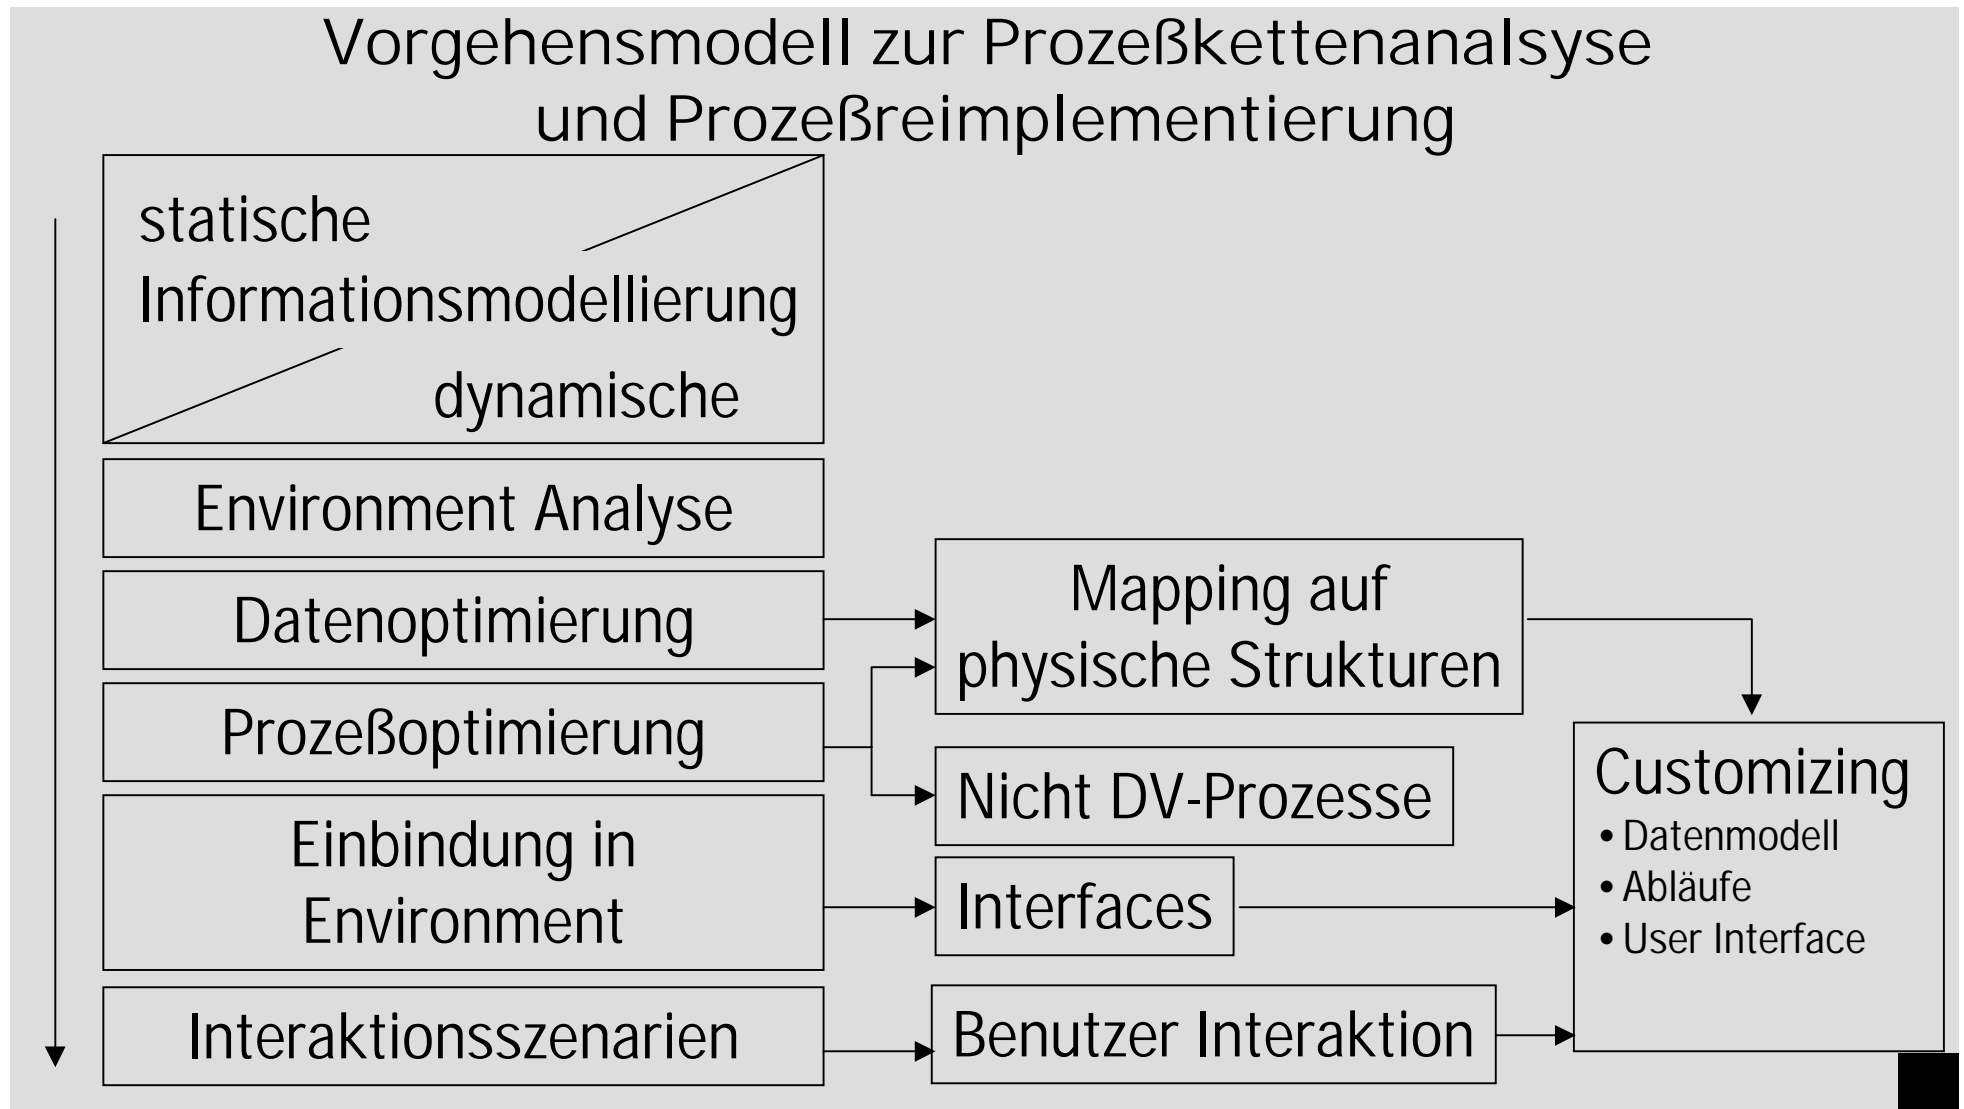 Vorgehensmodell zur Prozeßkettenanalsyse
und Prozeßreimplementierung
statische
Informationsmodellierung
dynamische
Environment Analyse
Datenoptimierung
Prozeßoptimierung
Einbindung in
Environment
Interaktionsszenarien
Mapping auf
physische Strukturen
Nicht DV-Prozesse
Interfaces
Benutzer Interaktion
Customizing
• Datenmodell
• Abläufe
• User Interface